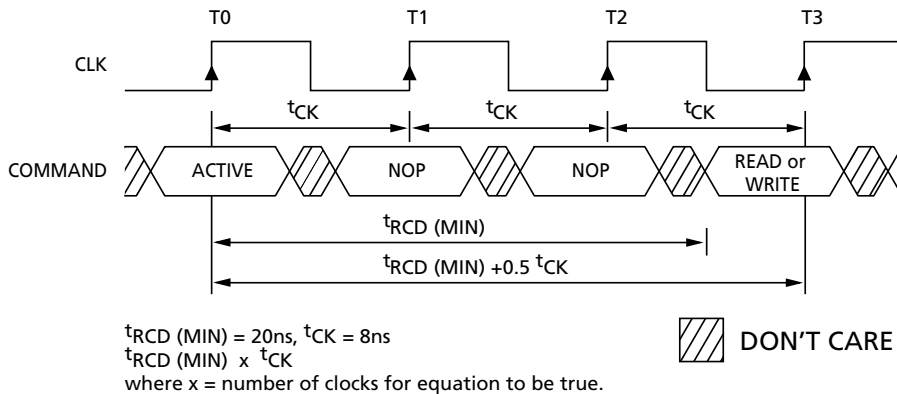 T0 T1 T2 T3
CLK
tCK tCK tCK
COMMAND ACTIVE NOP NOP READ or
WRITE
tRCD (MIN)
tRCD (MIN) +0.5 tCK
tRCD (MIN) = 20ns, tCK = 8ns
tRCD (MIN) x tCK
where x = number of clocks for equation to be true.
DON'T CARE